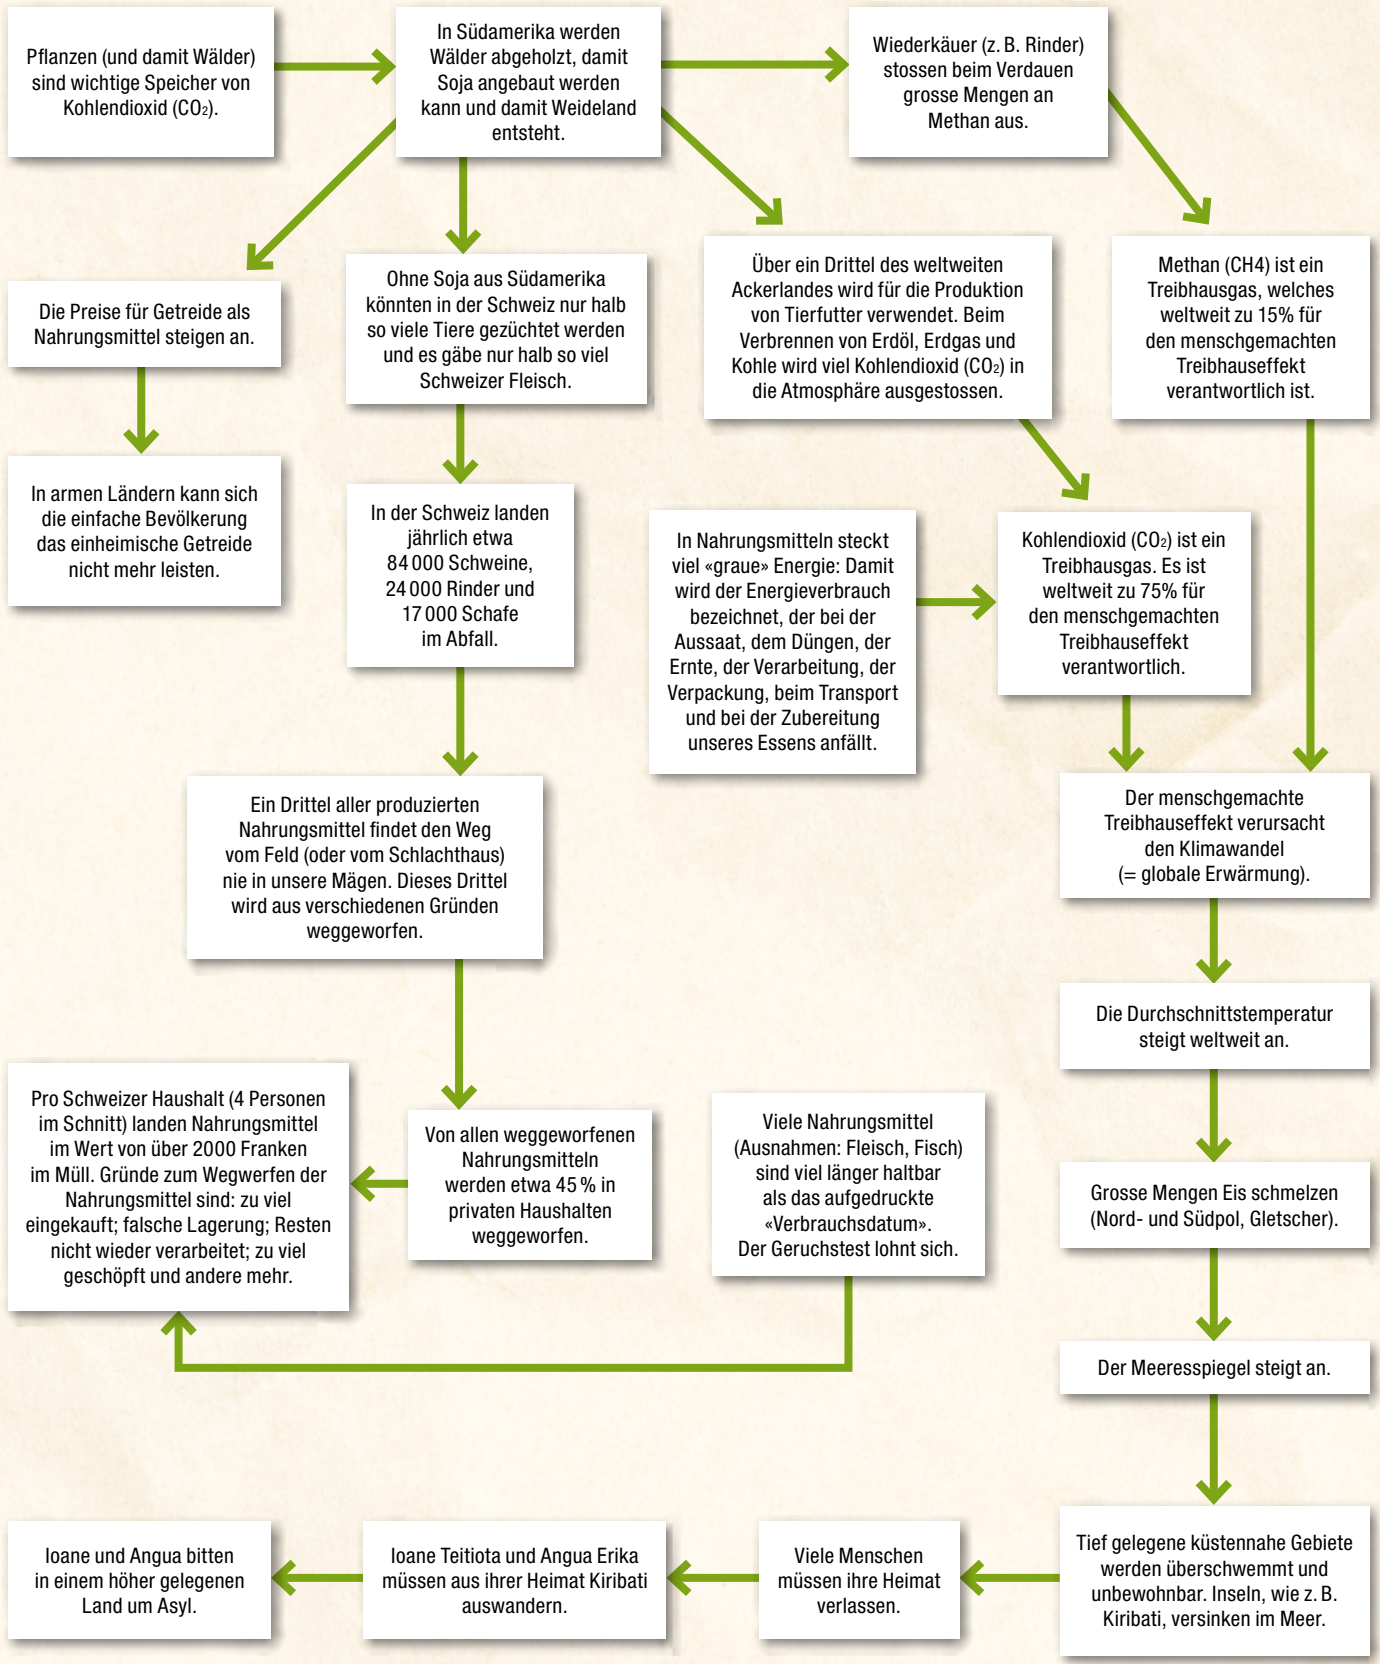 Pflanzen (und damit Wälder)
sind wichtige Speicher von
Kohlendioxid (CO₂).
In Südamerika werden
Wälder abgeholzt, damit
Soja angebaut werden
kann und damit Weideland
entsteht.
Wiederkäuer (z. B. Rinder)
stossen beim Verdauen
grosse Mengen an
Methan aus.
Die Preise für Getreide als
Nahrungsmittel steigen an.
Ohne Soja aus Südamerika
könnten in der Schweiz nur halb
so viele Tiere gezüchtet werden
und es gäbe nur halb so viel
Schweizer Fleisch.
Über ein Drittel des weltweiten
Ackerlandes wird für die Produktion
von Tierfutter verwendet. Beim
Verbrennen von Erdöl, Erdgas und
Kohle wird viel Kohlendioxid (CO₂) in
die Atmosphäre ausgestossen.
Methan (CH4) ist ein
Treibhausgas, welches
weltweit zu 15% für
den menschgemachten
Treibhauseffekt
verantwortlich ist.
In armen Ländern kann sich
die einfache Bevölkerung
das einheimische Getreide
nicht mehr leisten.
In der Schweiz landen
jährlich etwa
84 000 Schweine,
24 000 Rinder und
17 000 Schafe
im Abfall.
In Nahrungsmitteln steckt
viel «graue» Energie: Damit
wird der Energieverbrauch
bezeichnet, der bei der
Aussaat, dem Düngen, der
Ernte, der Verarbeitung, der
Verpackung, beim Transport
und bei der Zubereitung
unseres Essens anfällt.
Kohlendioxid (CO₂) ist ein
Treibhausgas. Es ist
weltweit zu 75% für
den menschgemachten
Treibhauseffekt
verantwortlich.
Ein Drittel aller produzierten
Nahrungsmittel findet den Weg
vom Feld (oder vom Schlachthaus)
nie in unsere Mägen. Dieses Drittel
wird aus verschiedenen Gründen
weggeworfen.
Der menschgemachte
Treibhauseffekt verursacht
den Klimawandel
(= globale Erwärmung).
Die Durchschnittstemperatur
steigt weltweit an.
Pro Schweizer Haushalt (4 Personen
im Schnitt) landen Nahrungsmittel
im Wert von über 2000 Franken
im Müll. Gründe zum Wegwerfen der
Nahrungsmittel sind: zu viel
eingekauft; falsche Lagerung; Resten
nicht wieder verarbeitet; zu viel
geschöpft und andere mehr.
Von allen weggeworfenen
Nahrungsmitteln
werden etwa 45 % in
privaten Haushalten
weggeworfen.
Viele Nahrungsmittel
(Ausnahmen: Fleisch, Fisch)
sind viel länger haltbar
als das aufgedruckte
«Verbrauchsdatum».
Der Geruchstest lohnt sich.
Grosse Mengen Eis schmelzen
(Nord- und Südpol, Gletscher).
Der Meeresspiegel steigt an.
Ioane und Angua bitten
in einem höher gelegenen
Land um Asyl.
Ioane Teitiota und Angua Erika
müssen aus ihrer Heimat Kiribati
auswandern.
Viele Menschen
müssen ihre Heimat
verlassen.
Tief gelegene küstennahe Gebiete
werden überschwemmt und
unbewohnbar. Inseln, wie z. B.
Kiribati, versinken im Meer.